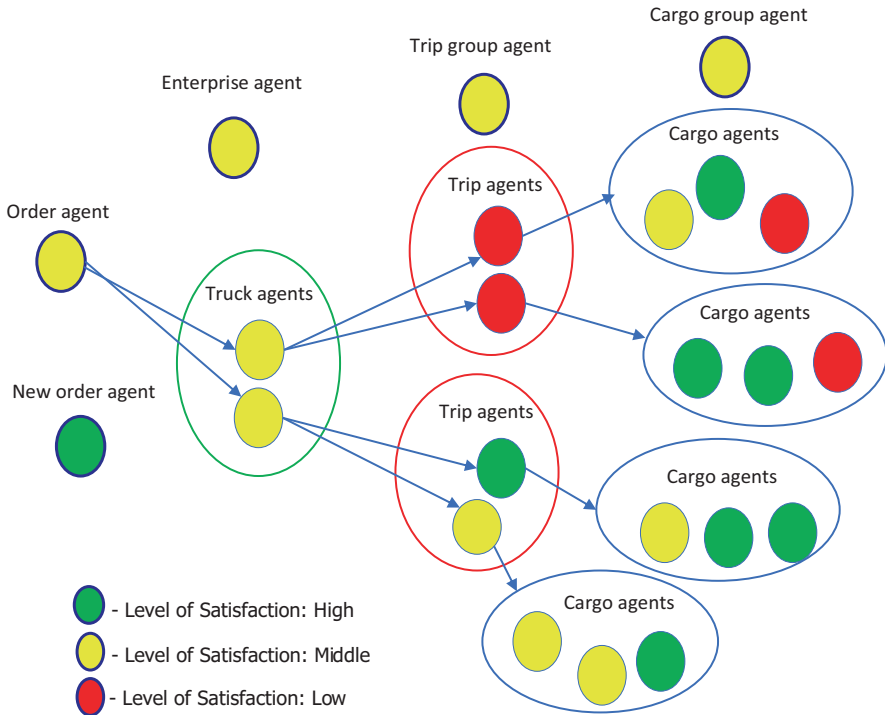 Cargo group agent
Trip group agent
Enterprise agent
Cargo agents
Trip agents
Order agent
Truck agents
Cargo agents
New order agent
Trip agents
Cargo agents
Cargo agents
- Level of Satisfaction: High
- Level of Satisfaction: Middle
- Level of Satisfaction: Low